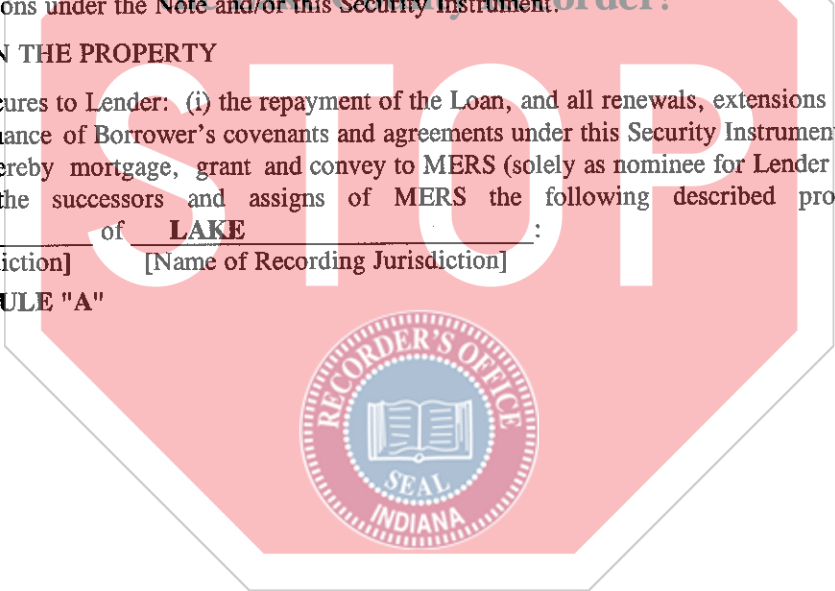 ons under the Note and/or this Security Instrument.
order!
N THE PROPERTY
STOP
cures to Lender: (i) the repayment of the Loan, and all renewals, extensions
ance of Borrower's covenants and agreements under this Security Instrumen
ereby mortgage, grant and convey to MERS (solely as nominee for Lender
the successors and assigns of MERS the following described pro
of LAKE :
iction] [Name of Recording Jurisdiction]
ULE "A"
RECORDER'S OFFICE
SEAL
INDIANA